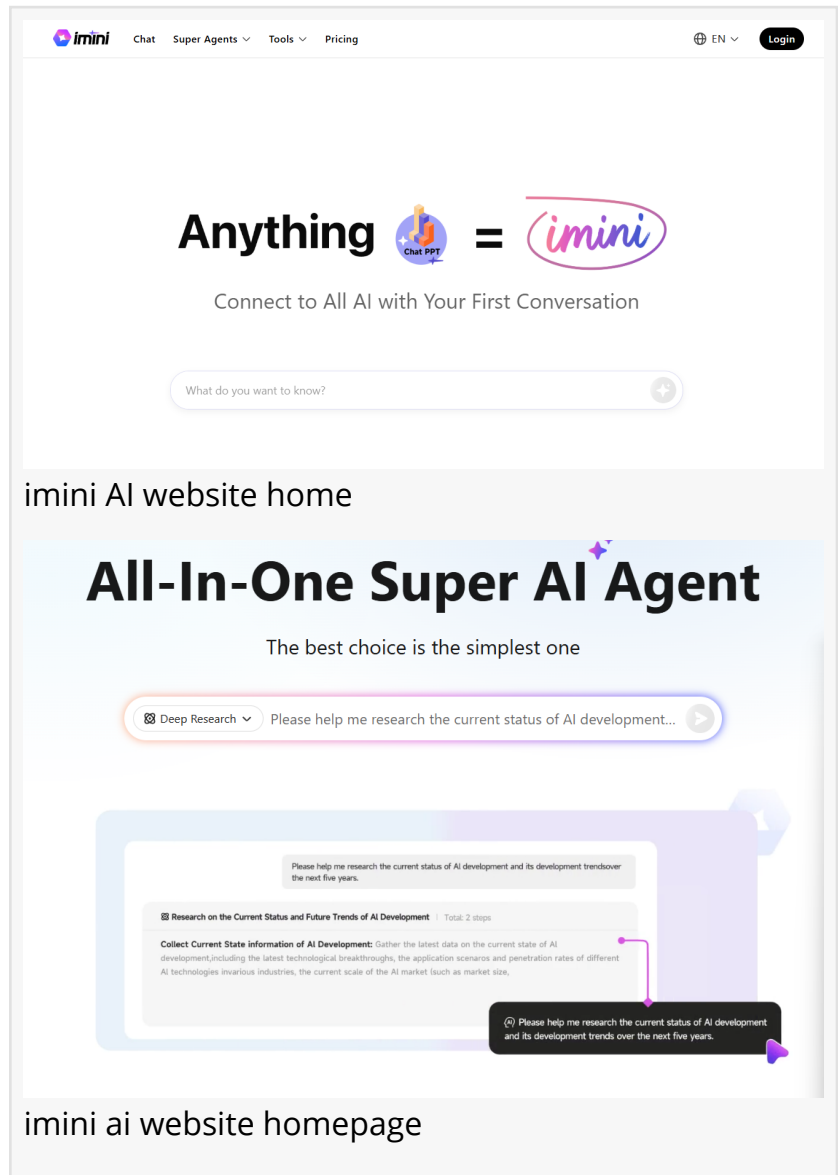 imini Chat Super Agents Tools Pricing EN Login
Anything Chat PPT = imini
Connect to All AI with Your First Conversation
What do you want to know?
imini AI website home
All-In-One Super AI Agent
The best choice is the simplest one
Deep Research Please help me research the current status of AI development...
Please help me research the current status of AI development and its development trendsover
the next five years.
Research on the Current Status and Future Trends of AI Development | Total: 2 steps
Collect Current State information of AI Development: Gather the latest data on the current state of AI
development,including the latest technological breakthroughs, the application scenaros and penetration rates of different
AI technologies invarious industries, the current scale of the AI market (such as market size,
(AI) Please help me research the current status of AI development
and its development trends over the next five years.
imini ai website homepage